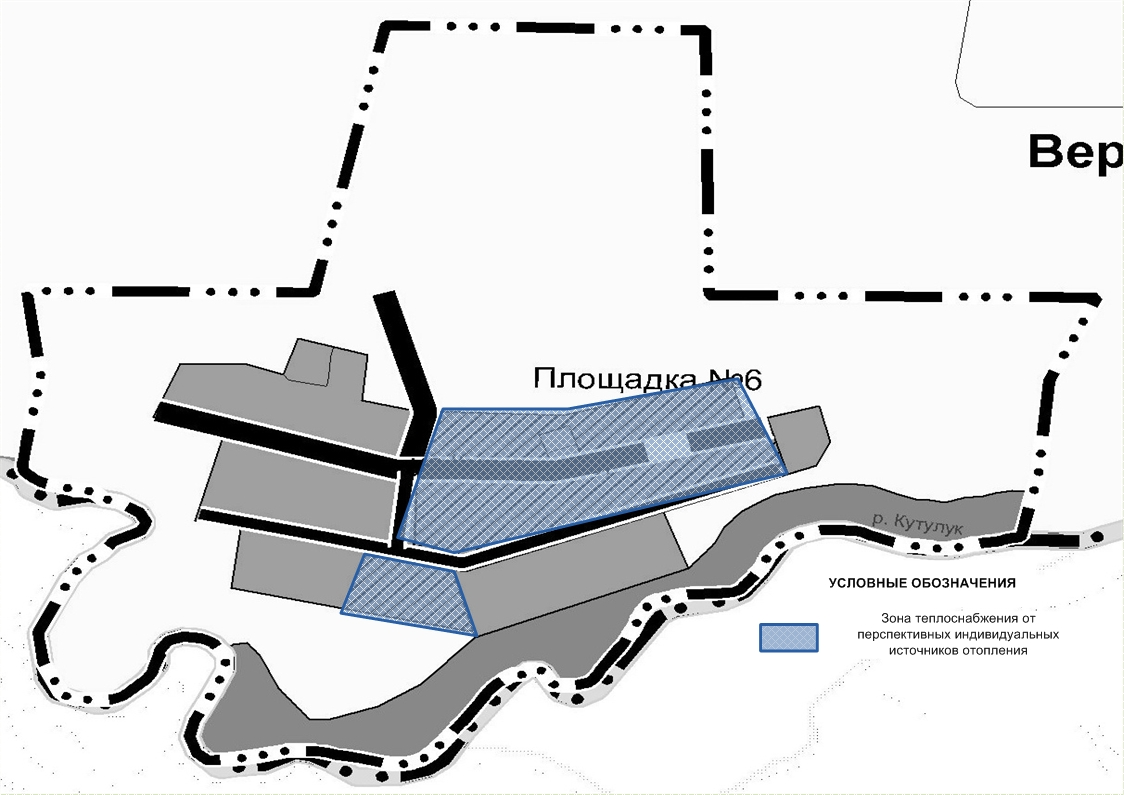 Вер
Площадка №6
р. Кутулук
УСЛОВНЫЕ ОБОЗНАЧЕНИЯ
Зона теплоснабжения от
перспективных индивидуальных
источников отопления